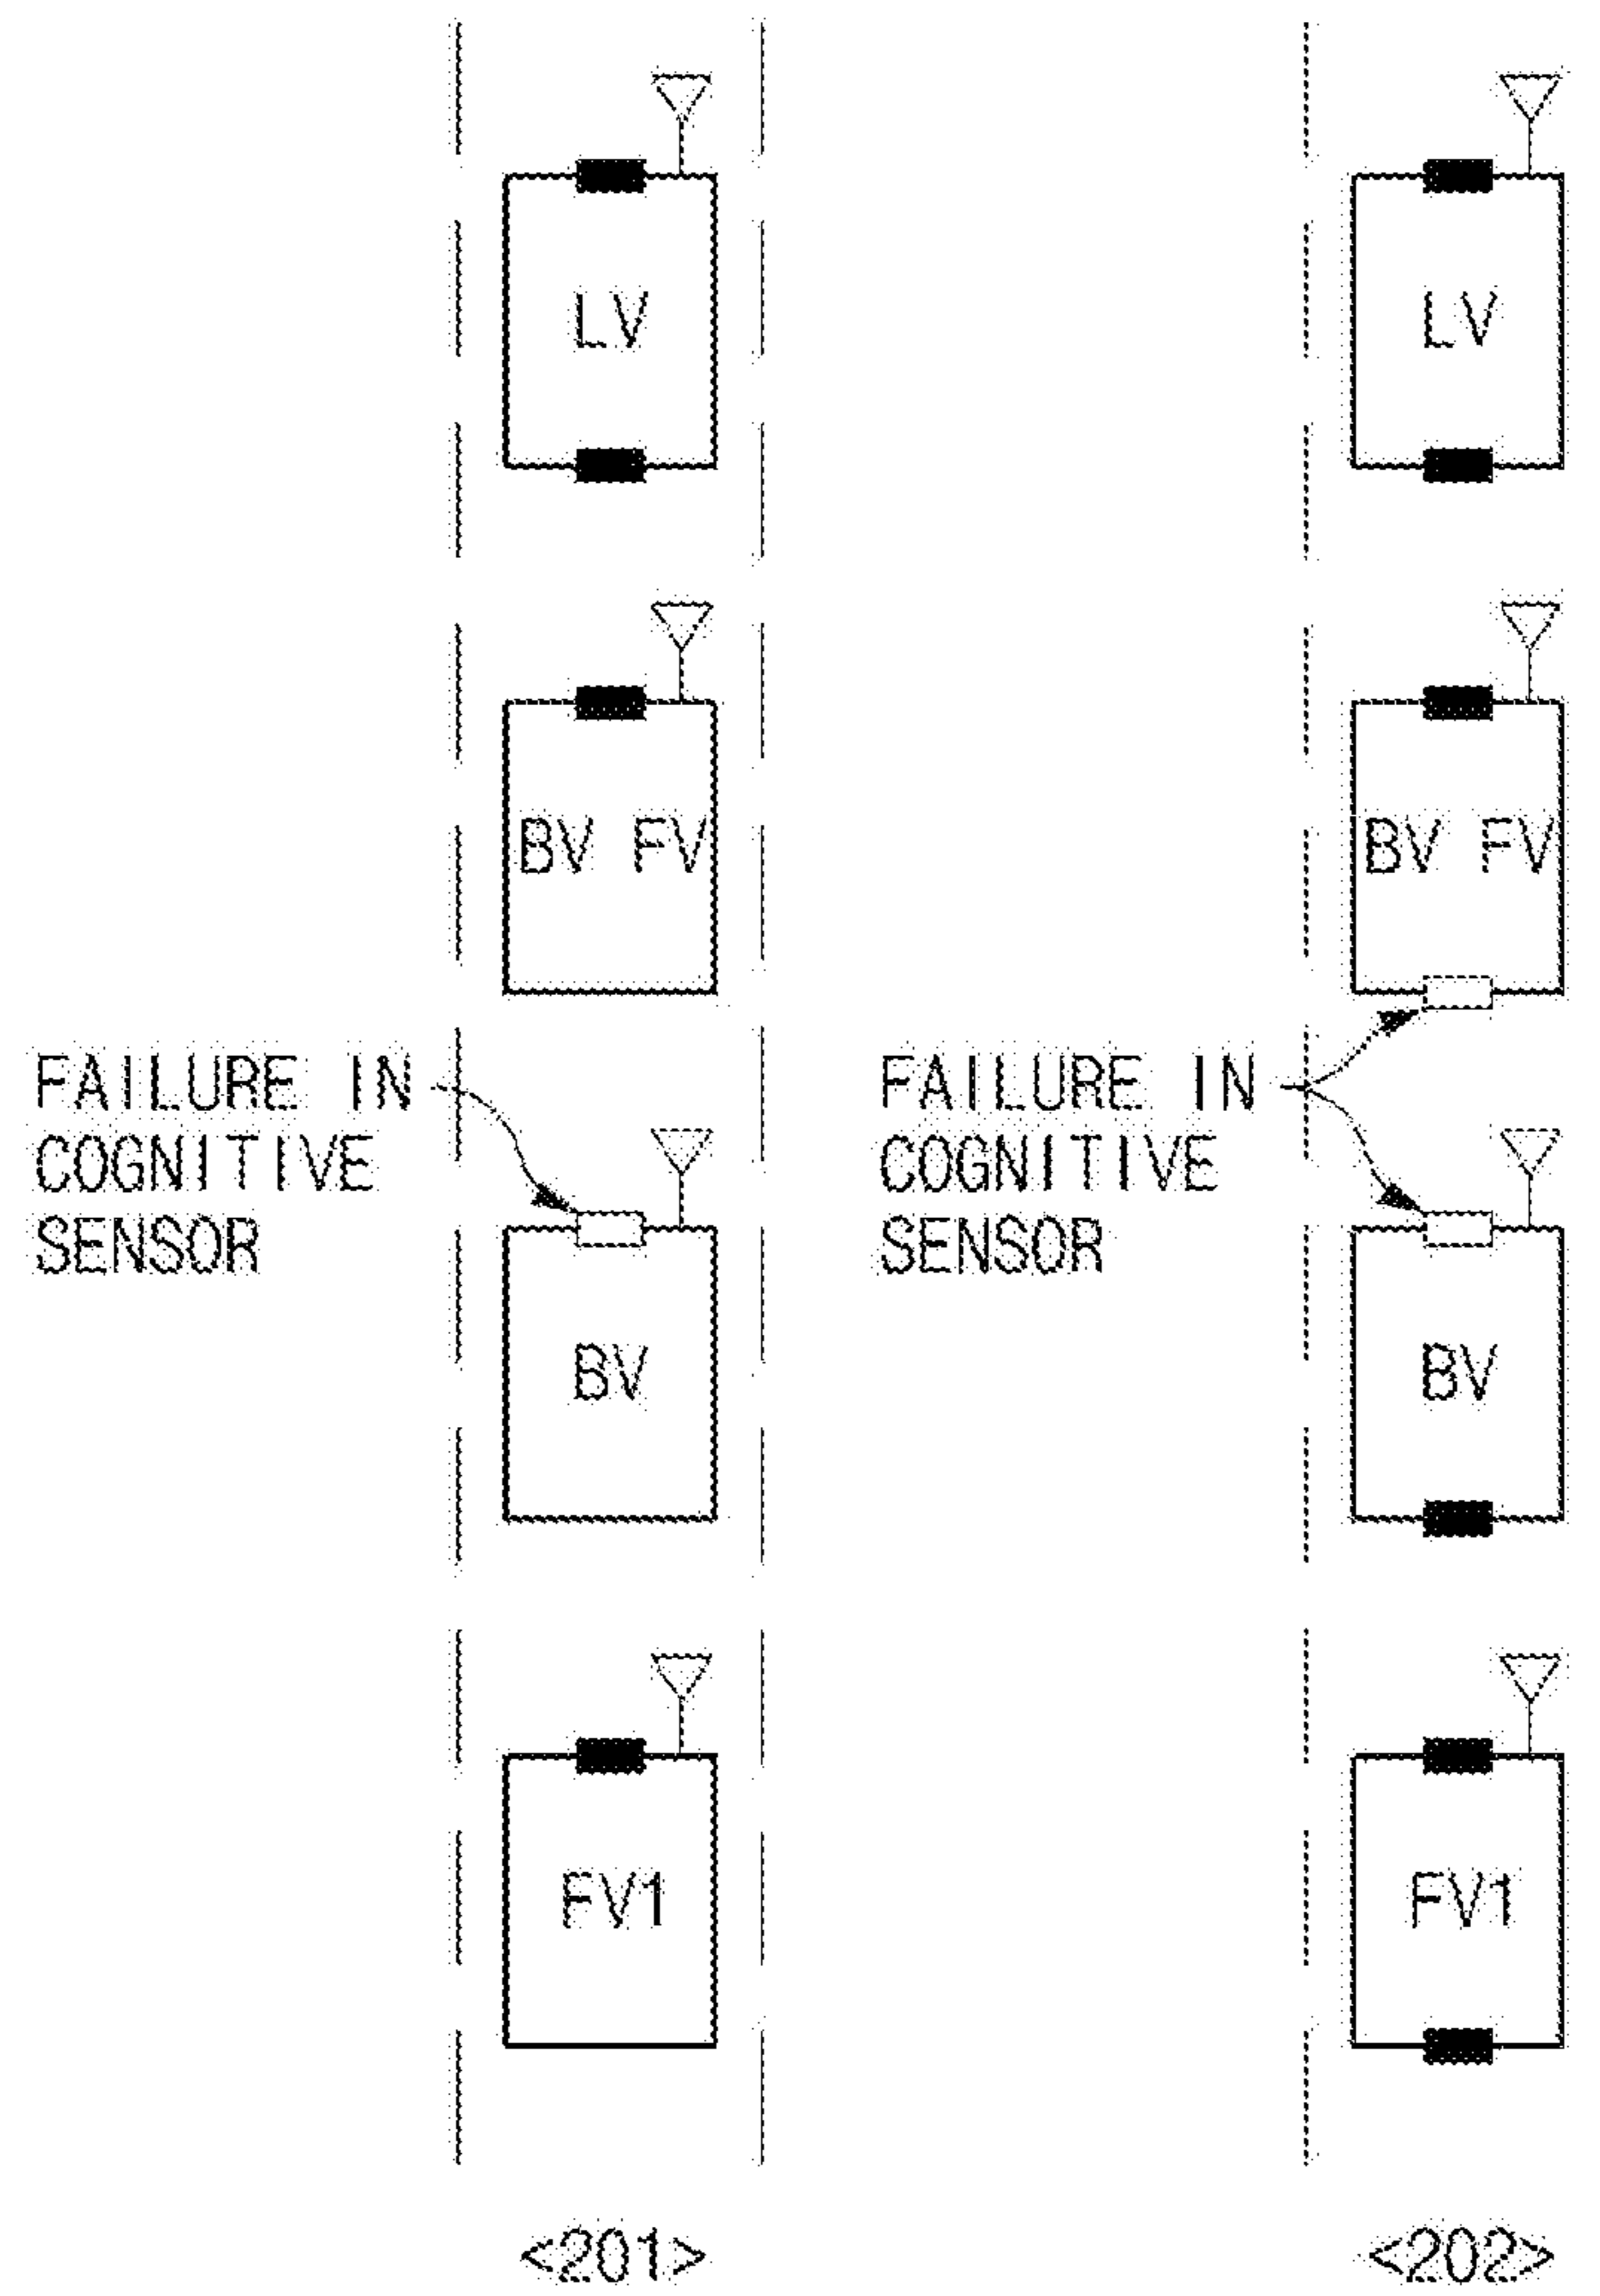 LV
LV
BV FV
BV FV
FAILURE IN
COGNITIVE
SENSOR
FAILURE IN
COGNITIVE
SENSOR
BV
BV
FV1
FV1
<201>
<202>